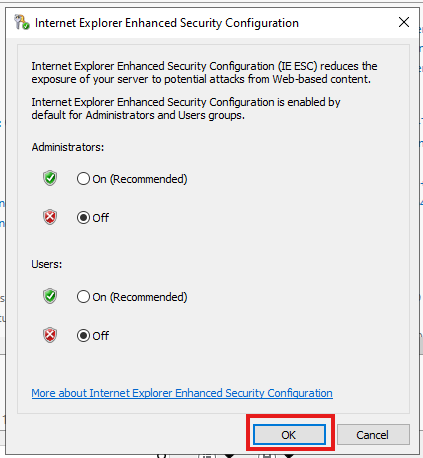 Internet Explorer Enhanced Security Configuration
Internet Explorer Enhanced Security Configuration (IE ESC) reduces the
exposure of your server to potential attacks from Web-based content.
Internet Explorer Enhanced Security Configuration is enabled by
default for Administrators and Users groups.
Administrators:
On (Recommended)
Off
Users:
On (Recommended)
Off
More about Internet Explorer Enhanced Security Configuration
OK
Cancel